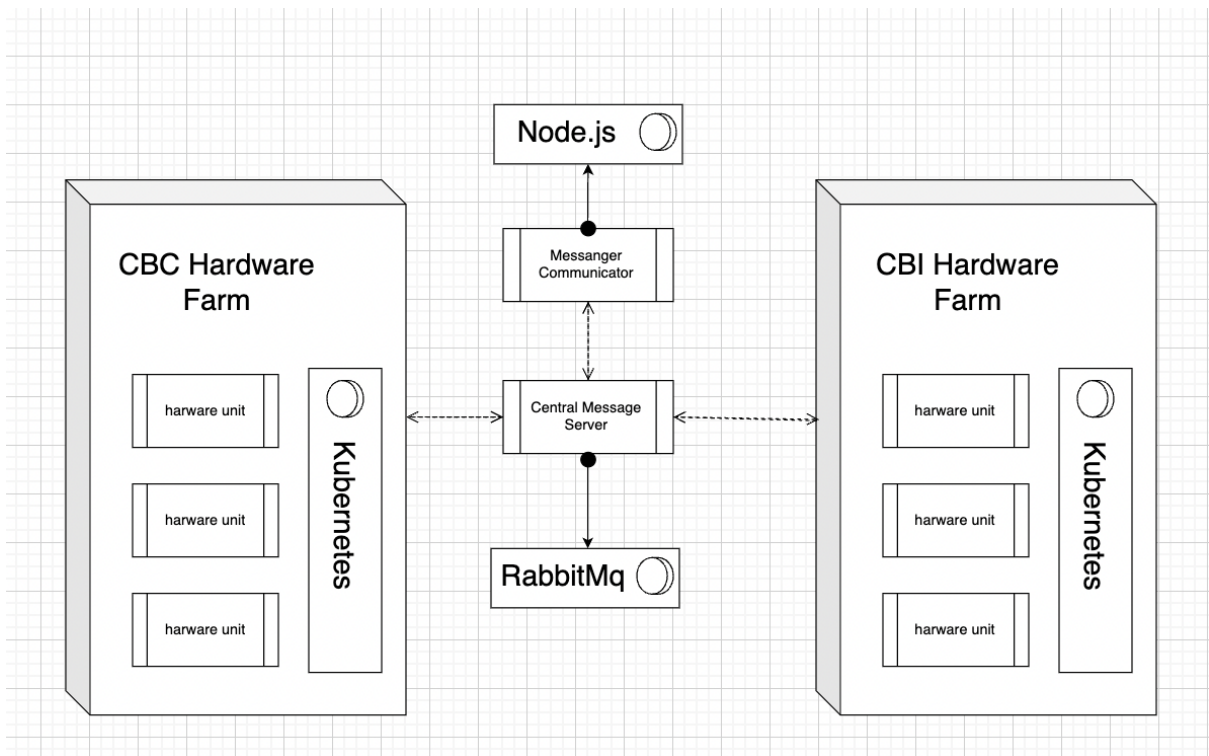 Node.js
Messanger
Communicator
CBC Hardware
Farm
harware unit
harware unit
harware unit
Kubernetes
Central Message
Server
RabbitMq
CBI Hardware
Farm
harware unit
harware unit
harware unit
Kubernetes